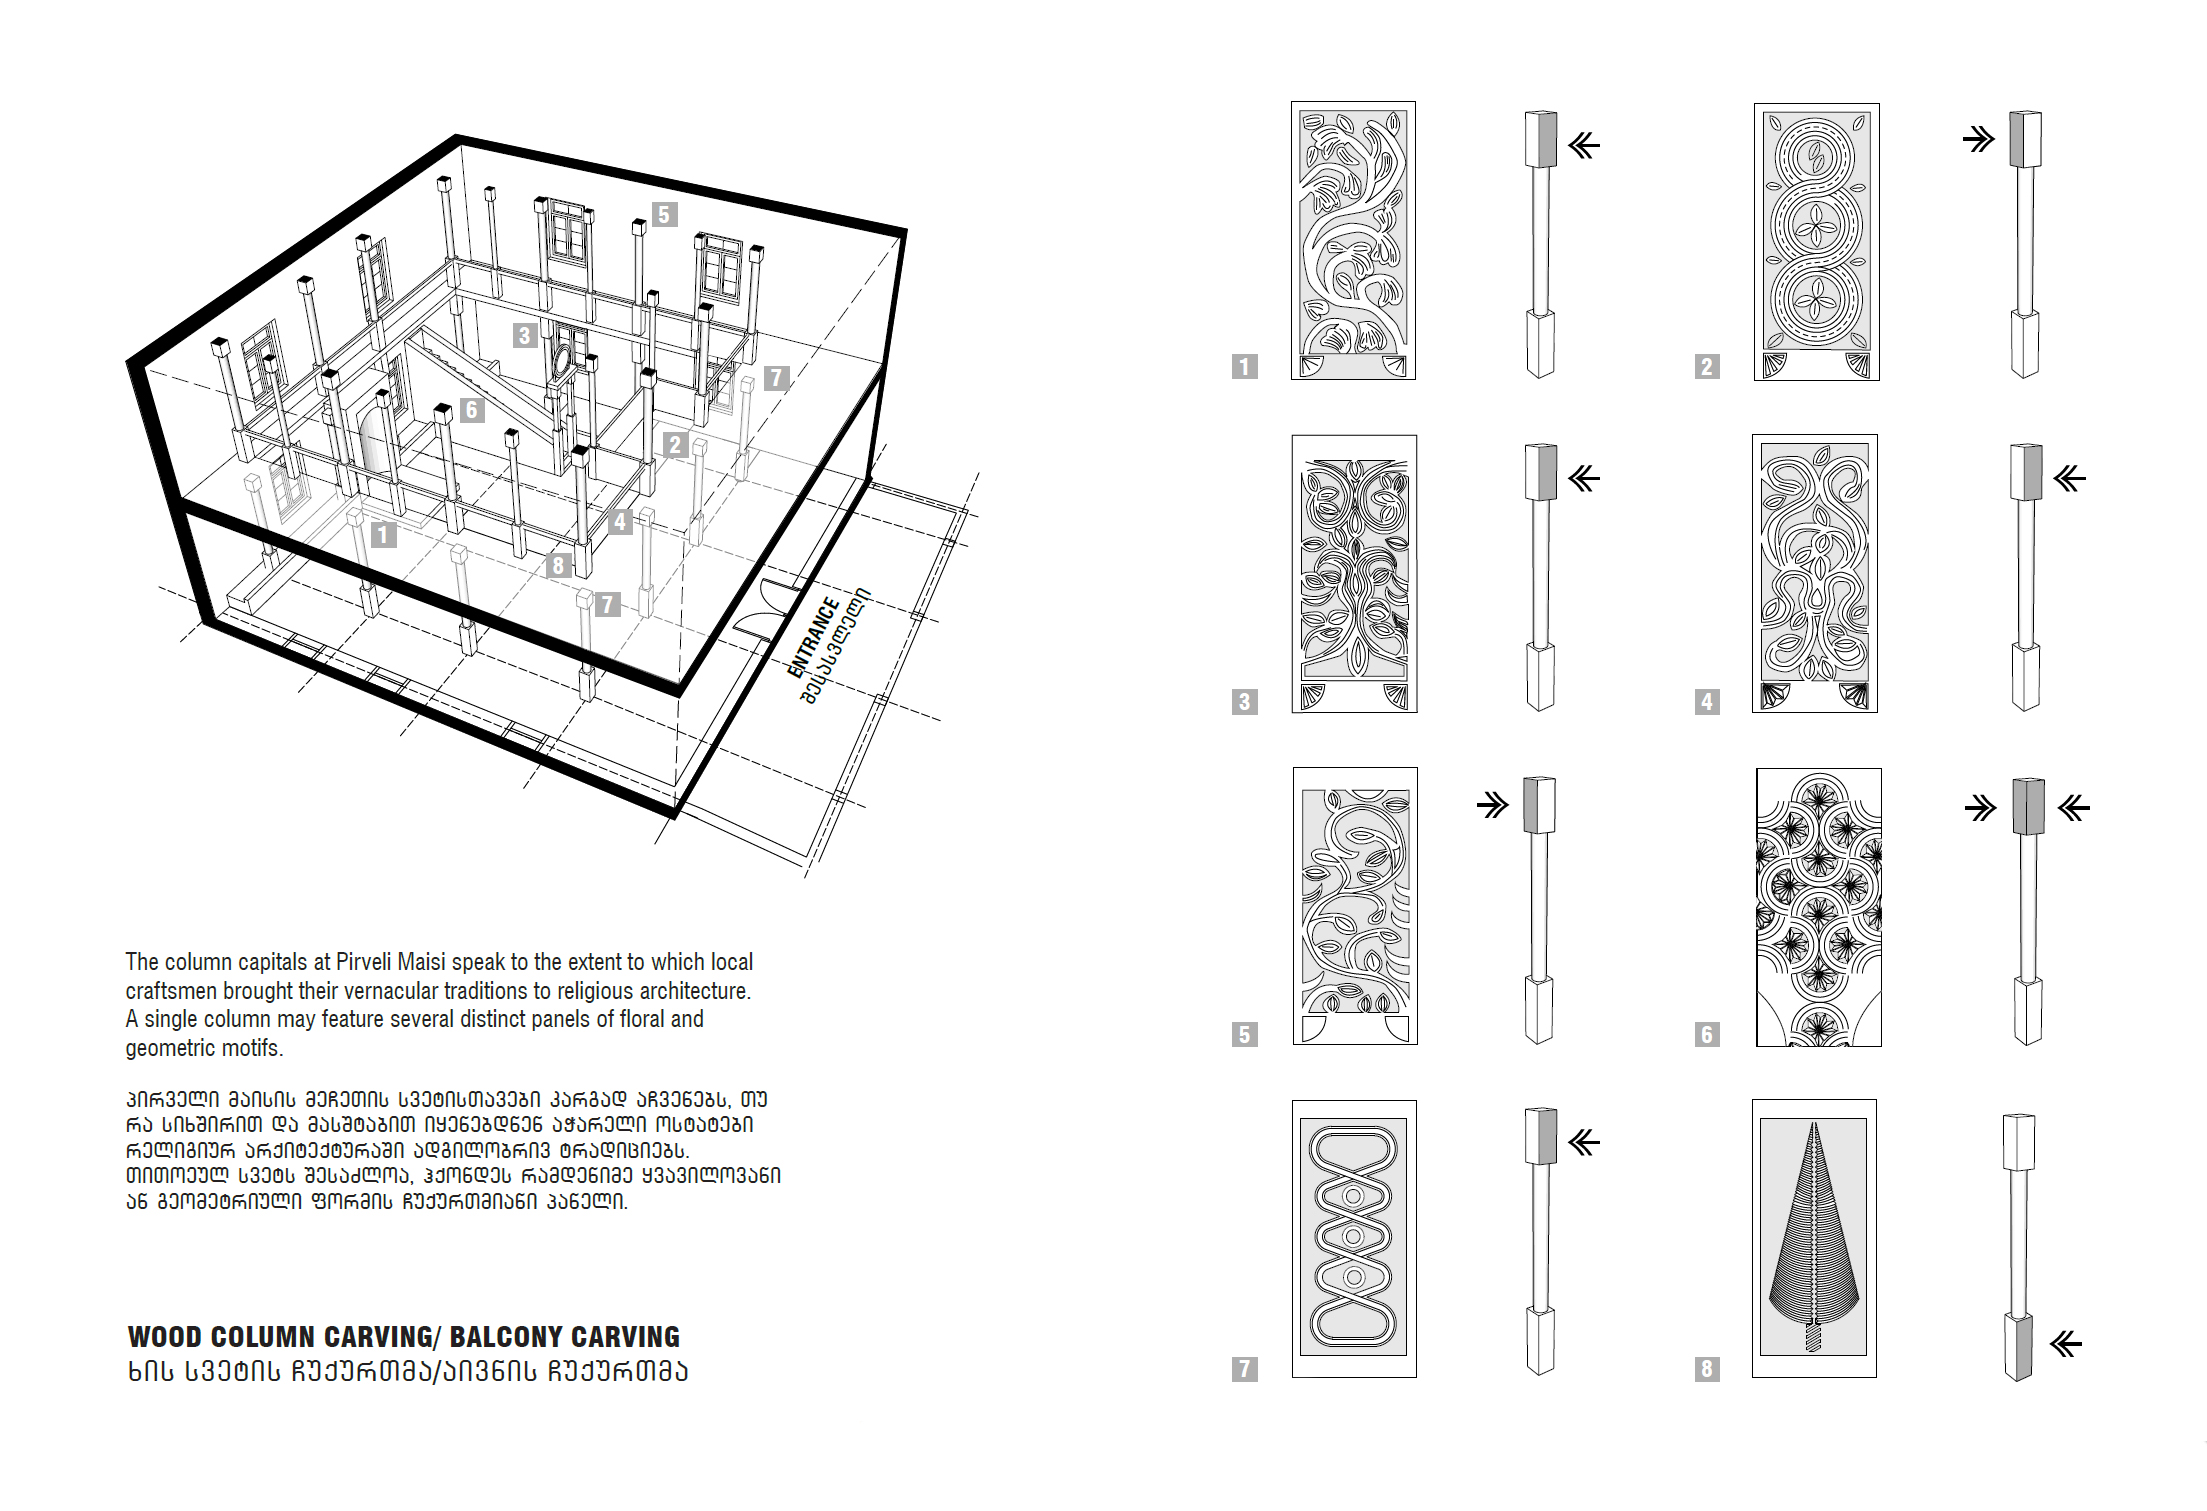 5
3
7
6
2
1
4
8
7
ENTRANCE
შესასვლელი
The column capitals at Pirveli Maisi speak to the extent to which local
craftsmen brought their vernacular traditions to religious architecture.
A single column may feature several distinct panels of floral and
geometric motifs.
პირველი მაისის მეჩეთის სვეტისთავები კარგად აჩვენებს, თუ
რა სიხშირით და მასშტაბით იყენებდნენ აჭარელი ოსტატები
რელიგიურ არქიტექტურაში ადგილობრივ ტრადიციებს.
თითოეულ სვეტს შესაძლოა, ჰქონდეს რამდენიმე ყვავილოვანი
ან გეომეტრიული ფორმის ჩუქურთმიანი პანელი.
WOOD COLUMN CARVING/ BALCONY CARVING
ხის სვეტის ჩუქურთმა/აივნის ჩუქურთმა
1
2
3
4
5
6
7
8